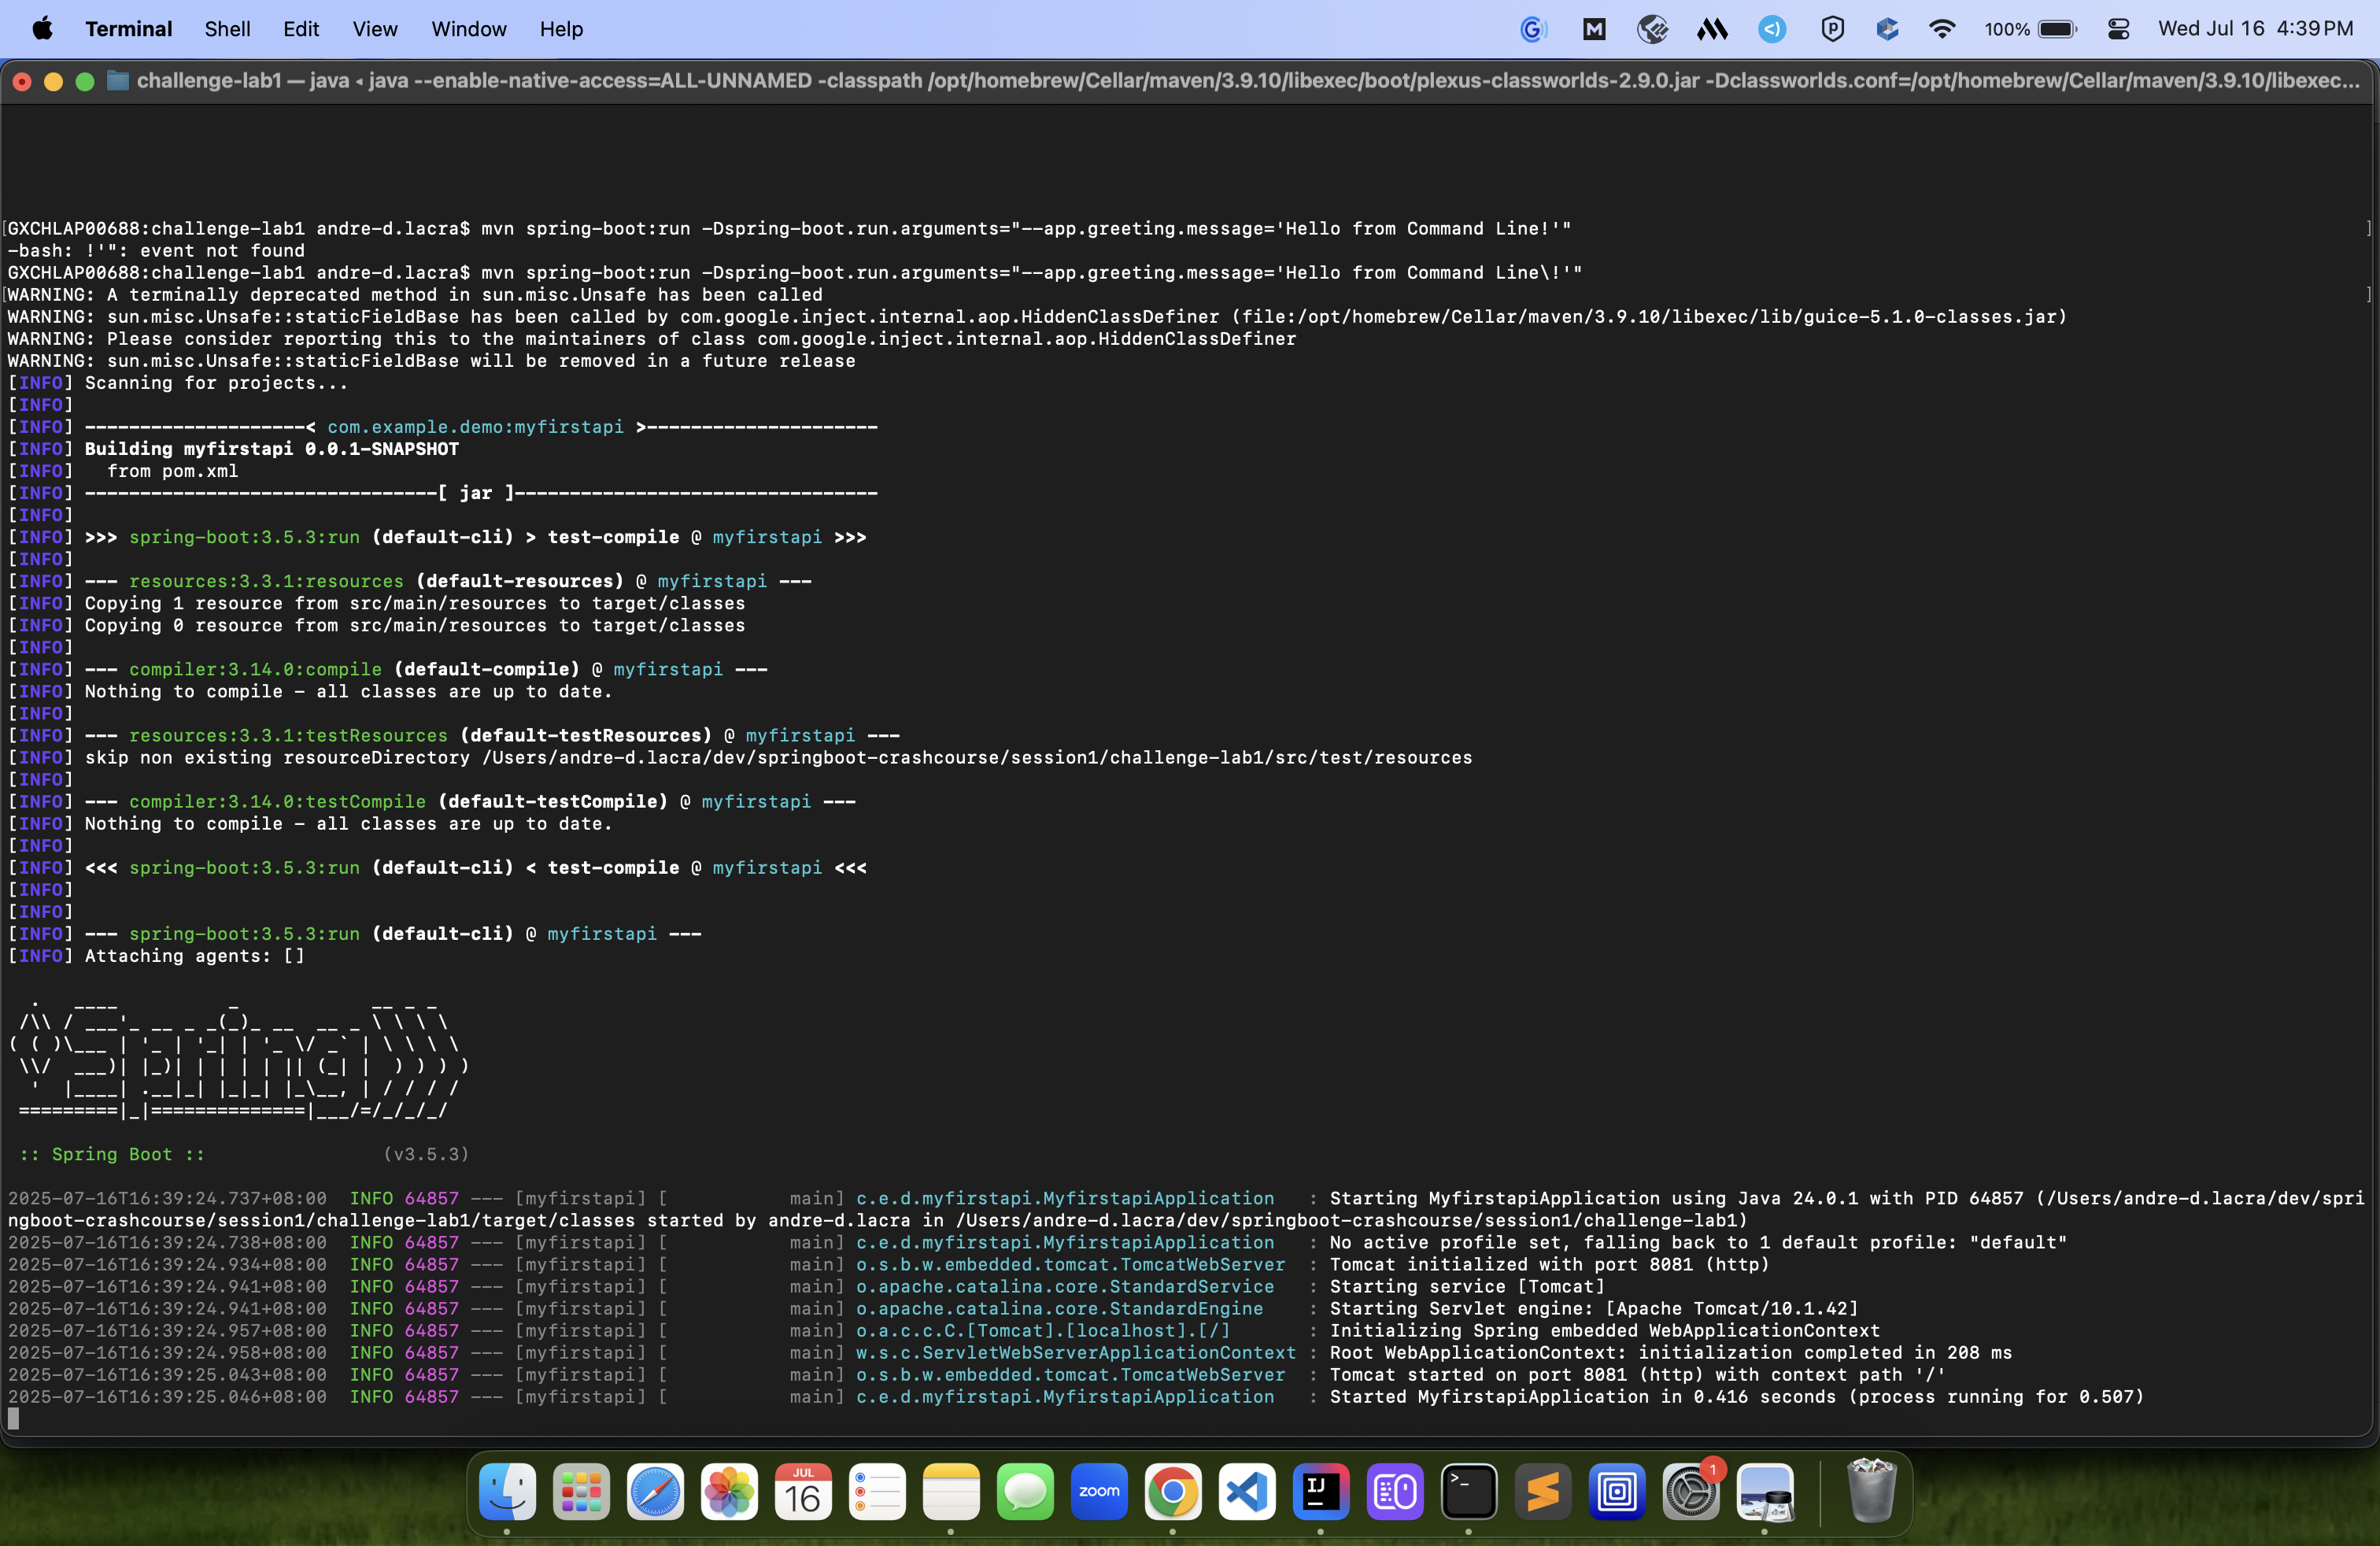 Terminal Shell Edit View Window Help 100% Wed Jul 16 4:39 PM
challenge-lab1 — java ◂ java --enable-native-access=ALL-UNNAMED -classpath /opt/homebrew/Cellar/maven/3.9.10/libexec/boot/plexus-classworlds-2.9.0.jar -Dclassworlds.conf=/opt/homebrew/Cellar/maven/3.9.10/libexec...
[GXCHLAP00688:challenge-lab1 andre-d.lacra$ mvn spring-boot:run -Dspring-boot.run.arguments="--app.greeting.message='Hello from Command Line!'" ]
-bash: !'": event not found
GXCHLAP00688:challenge-lab1 andre-d.lacra$ mvn spring-boot:run -Dspring-boot.run.arguments="--app.greeting.message='Hello from Command Line\!'"
[WARNING: A terminally deprecated method in sun.misc.Unsafe has been called ]
WARNING: sun.misc.Unsafe::staticFieldBase has been called by com.google.inject.internal.aop.HiddenClassDefiner (file:/opt/homebrew/Cellar/maven/3.9.10/libexec/lib/guice-5.1.0-classes.jar)
WARNING: Please consider reporting this to the maintainers of class com.google.inject.internal.aop.HiddenClassDefiner
WARNING: sun.misc.Unsafe::staticFieldBase will be removed in a future release
[INFO] Scanning for projects...
[INFO]
[INFO] --------------------< com.example.demo:myfirstapi >---------------------
[INFO] Building myfirstapi 0.0.1-SNAPSHOT
[INFO]   from pom.xml
[INFO] --------------------------------[ jar ]---------------------------------
[INFO]
[INFO] >>> spring-boot:3.5.3:run (default-cli) > test-compile @ myfirstapi >>>
[INFO]
[INFO] --- resources:3.3.1:resources (default-resources) @ myfirstapi ---
[INFO] Copying 1 resource from src/main/resources to target/classes
[INFO] Copying 0 resource from src/main/resources to target/classes
[INFO]
[INFO] --- compiler:3.14.0:compile (default-compile) @ myfirstapi ---
[INFO] Nothing to compile - all classes are up to date.
[INFO]
[INFO] --- resources:3.3.1:testResources (default-testResources) @ myfirstapi ---
[INFO] skip non existing resourceDirectory /Users/andre-d.lacra/dev/springboot-crashcourse/session1/challenge-lab1/src/test/resources
[INFO]
[INFO] --- compiler:3.14.0:testCompile (default-testCompile) @ myfirstapi ---
[INFO] Nothing to compile - all classes are up to date.
[INFO]
[INFO] <<< spring-boot:3.5.3:run (default-cli) < test-compile @ myfirstapi <<<
[INFO]
[INFO]
[INFO] --- spring-boot:3.5.3:run (default-cli) @ myfirstapi ---
[INFO] Attaching agents: []
  .   ____          _            __ _ _
 /\\ / ___'_ __ _ _(_)_ __  __ _ \ \ \ \
( ( )\___ | '_ | '_| | '_ \/ _` | \ \ \ \
 \\/  ___)| |_)| | | | | || (_| |  ) ) ) )
  '  |____| .__|_| |_|_| |_\__, | / / / /
 =========|_|==============|___/=/_/_/_/
 :: Spring Boot ::                (v3.5.3)
2025-07-16T16:39:24.737+08:00  INFO 64857 --- [myfirstapi] [           main] c.e.d.myfirstapi.MyfirstapiApplication   : Starting MyfirstapiApplication using Java 24.0.1 with PID 64857 (/Users/andre-d.lacra/dev/spri
ngboot-crashcourse/session1/challenge-lab1/target/classes started by andre-d.lacra in /Users/andre-d.lacra/dev/springboot-crashcourse/session1/challenge-lab1)
2025-07-16T16:39:24.738+08:00  INFO 64857 --- [myfirstapi] [           main] c.e.d.myfirstapi.MyfirstapiApplication   : No active profile set, falling back to 1 default profile: "default"
2025-07-16T16:39:24.934+08:00  INFO 64857 --- [myfirstapi] [           main] o.s.b.w.embedded.tomcat.TomcatWebServer  : Tomcat initialized with port 8081 (http)
2025-07-16T16:39:24.941+08:00  INFO 64857 --- [myfirstapi] [           main] o.apache.catalina.core.StandardService   : Starting service [Tomcat]
2025-07-16T16:39:24.941+08:00  INFO 64857 --- [myfirstapi] [           main] o.apache.catalina.core.StandardEngine    : Starting Servlet engine: [Apache Tomcat/10.1.42]
2025-07-16T16:39:24.957+08:00  INFO 64857 --- [myfirstapi] [           main] o.a.c.c.C.[Tomcat].[localhost].[/]       : Initializing Spring embedded WebApplicationContext
2025-07-16T16:39:24.958+08:00  INFO 64857 --- [myfirstapi] [           main] w.s.c.ServletWebServerApplicationContext : Root WebApplicationContext: initialization completed in 208 ms
2025-07-16T16:39:25.043+08:00  INFO 64857 --- [myfirstapi] [           main] o.s.b.w.embedded.tomcat.TomcatWebServer  : Tomcat started on port 8081 (http) with context path '/'
2025-07-16T16:39:25.046+08:00  INFO 64857 --- [myfirstapi] [           main] c.e.d.myfirstapi.MyfirstapiApplication   : Started MyfirstapiApplication in 0.416 seconds (process running for 0.507)
JUL
16
zoom
IJ
1